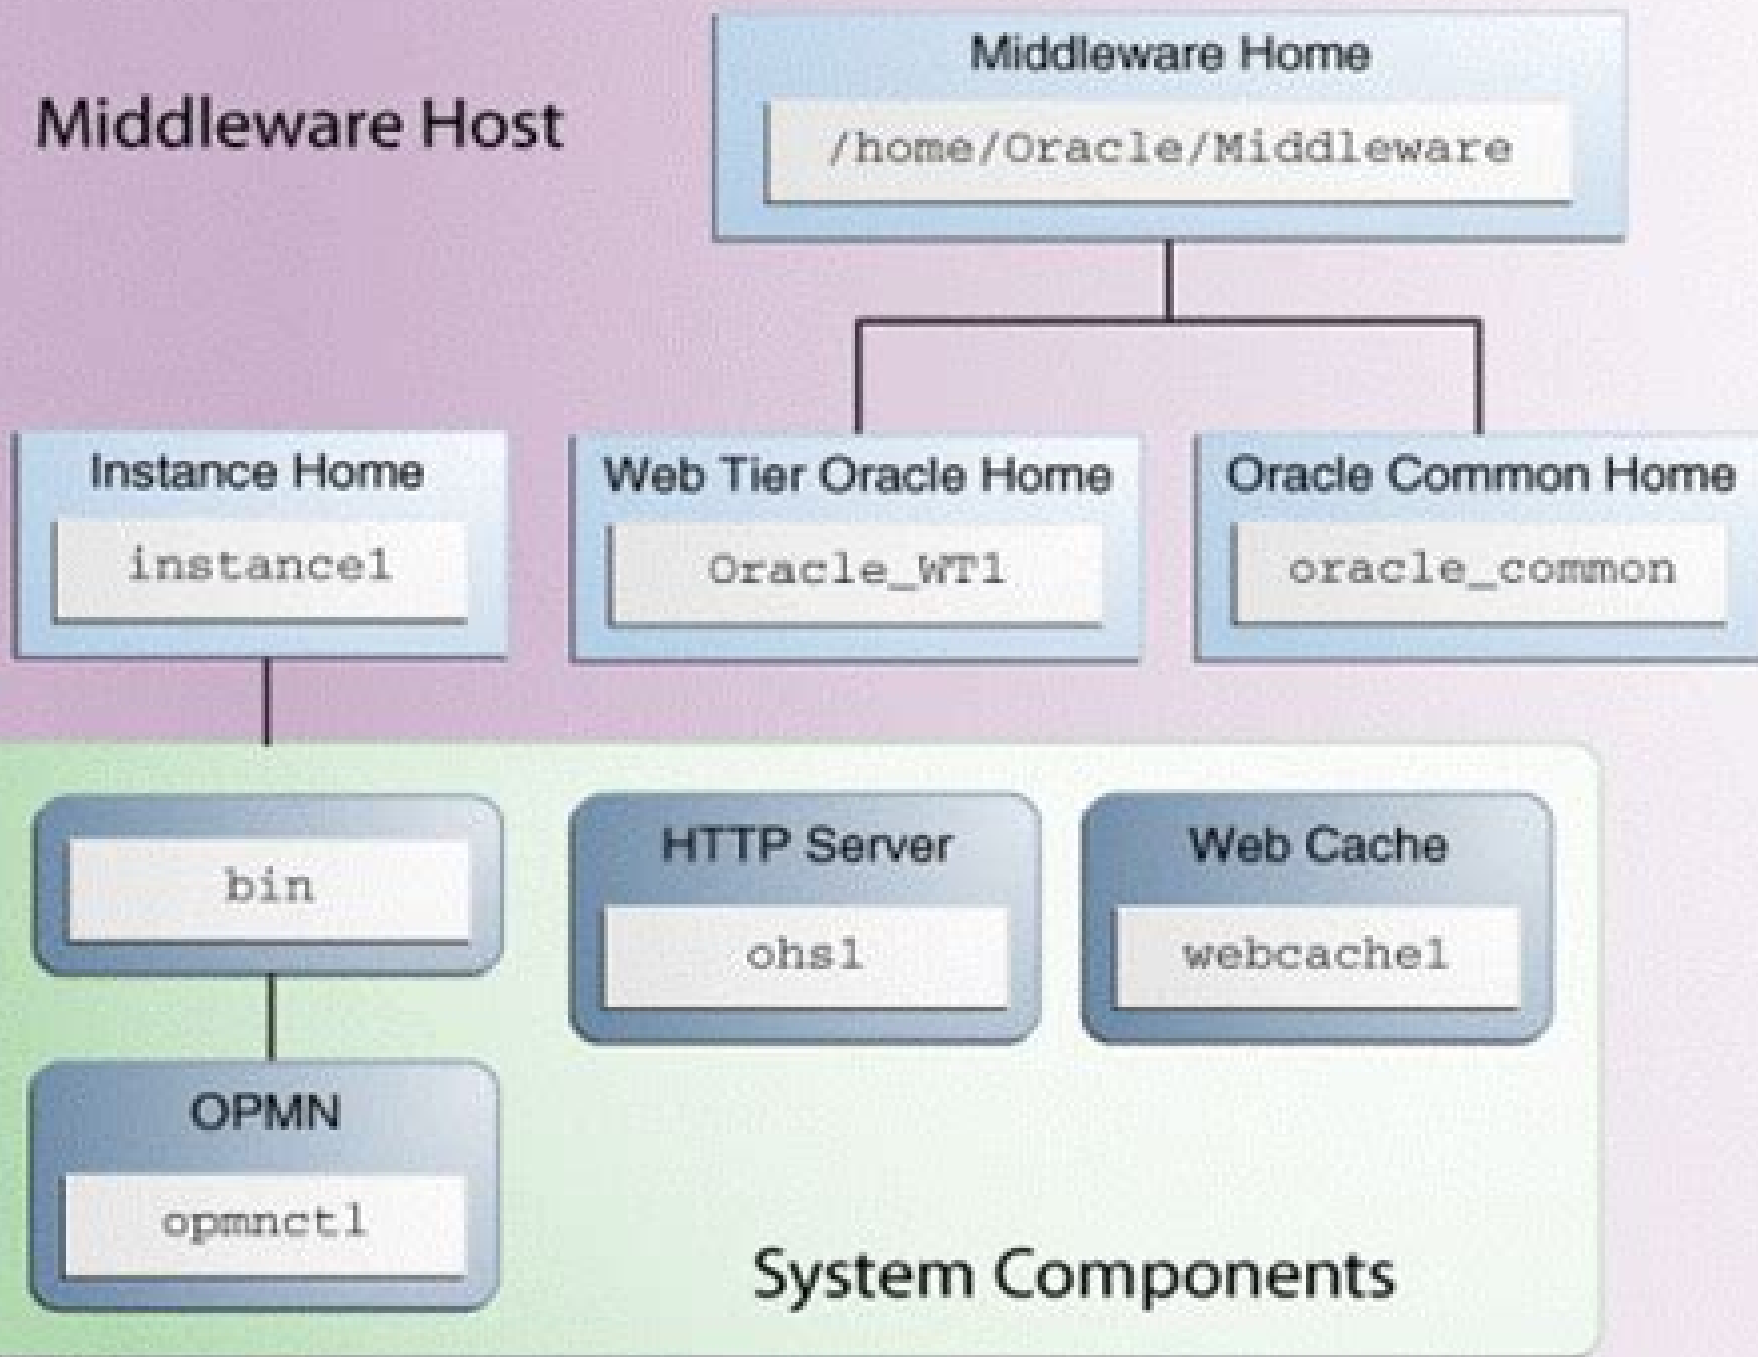 Middleware Home
Middleware Host
/home/Oracle/Middleware
Instance Home
Web Tier Oracle Home
Oracle Common Home
instance1
Oracle_WT1
oracle_common
bin
HTTP Server
ohs1
Web Cache
webcache1
OPMN
opmnctl
System Components